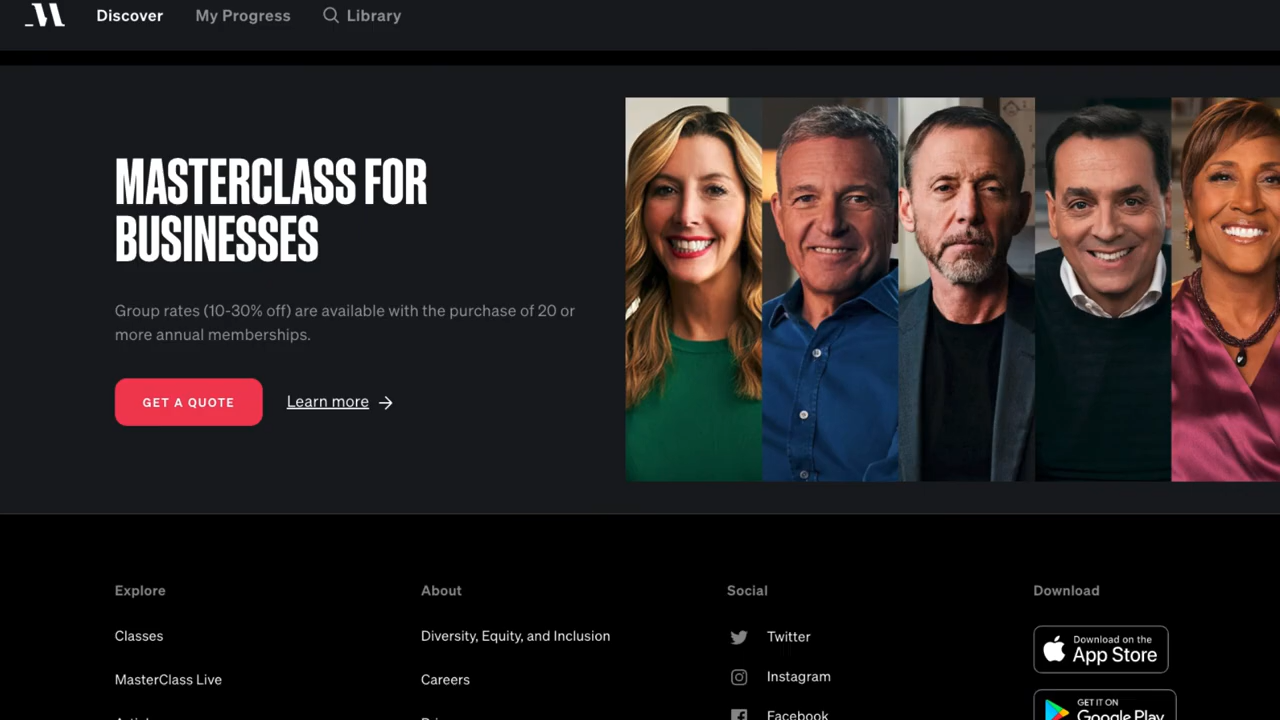 Discover
My Progress
Library
MASTERCLASS FOR
BUSINESSES
Group rates (10-30% off) are available with the purchase of 20 or
more annual memberships.
GET A QUOTE
Learn more →
Explore
About
Social
Download
Classes
Diversity, Equity, and Inclusion
Twitter
Download on the
App Store
MasterClass Live
Careers
Instagram
Facebook
GET IT ON
Google Play